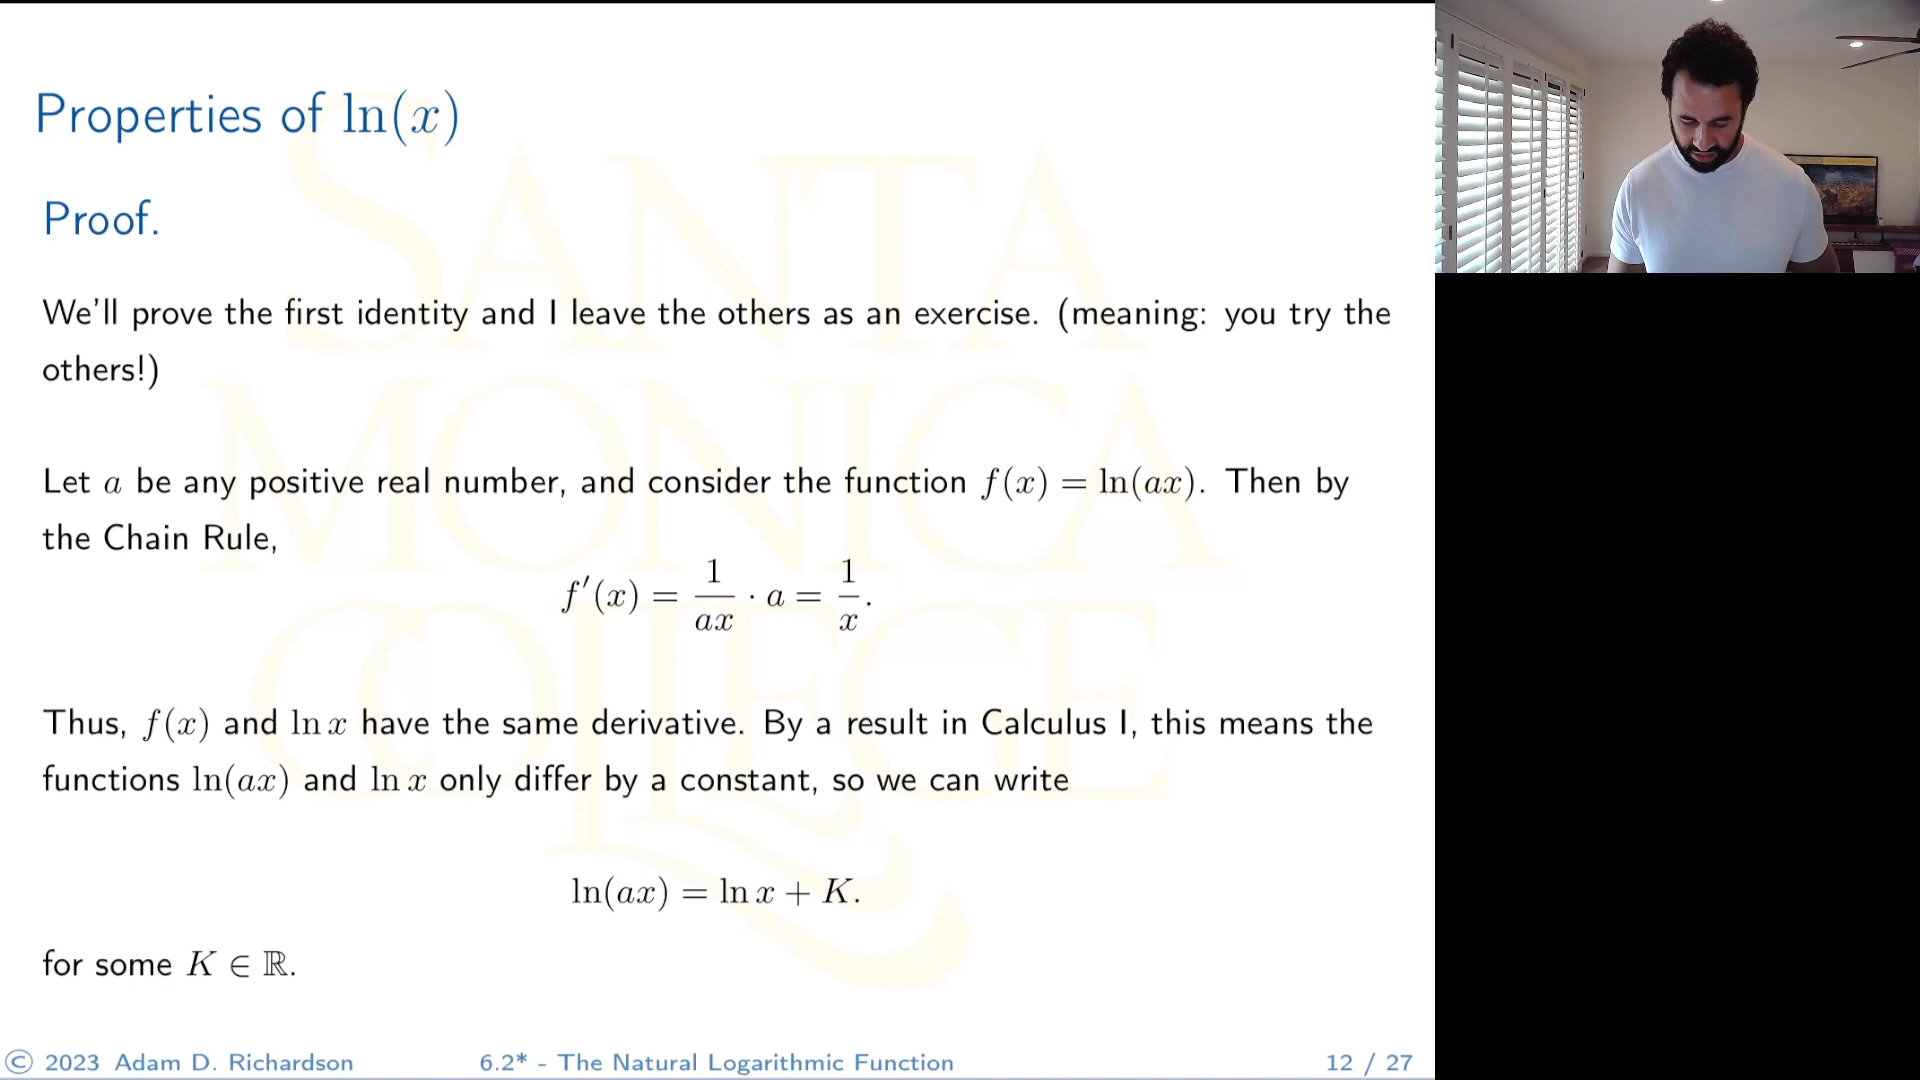 Properties of ln(x)
Proof.
We'll prove the first identity and I leave the others as an exercise. (meaning: you try the
others!)
Let a be any positive real number, and consider the function f(x) = ln(ax). Then by
the Chain Rule,
f′(x) = 1/ax · a = 1/x.
Thus, f(x) and ln x have the same derivative. By a result in Calculus I, this means the
functions ln(ax) and ln x only differ by a constant, so we can write
ln(ax) = ln x + K.
for some K ∈ ℝ.
© 2023 Adam D. Richardson
6.2* - The Natural Logarithmic Function
12 / 27
SANTA
MONICA
COLLEGE